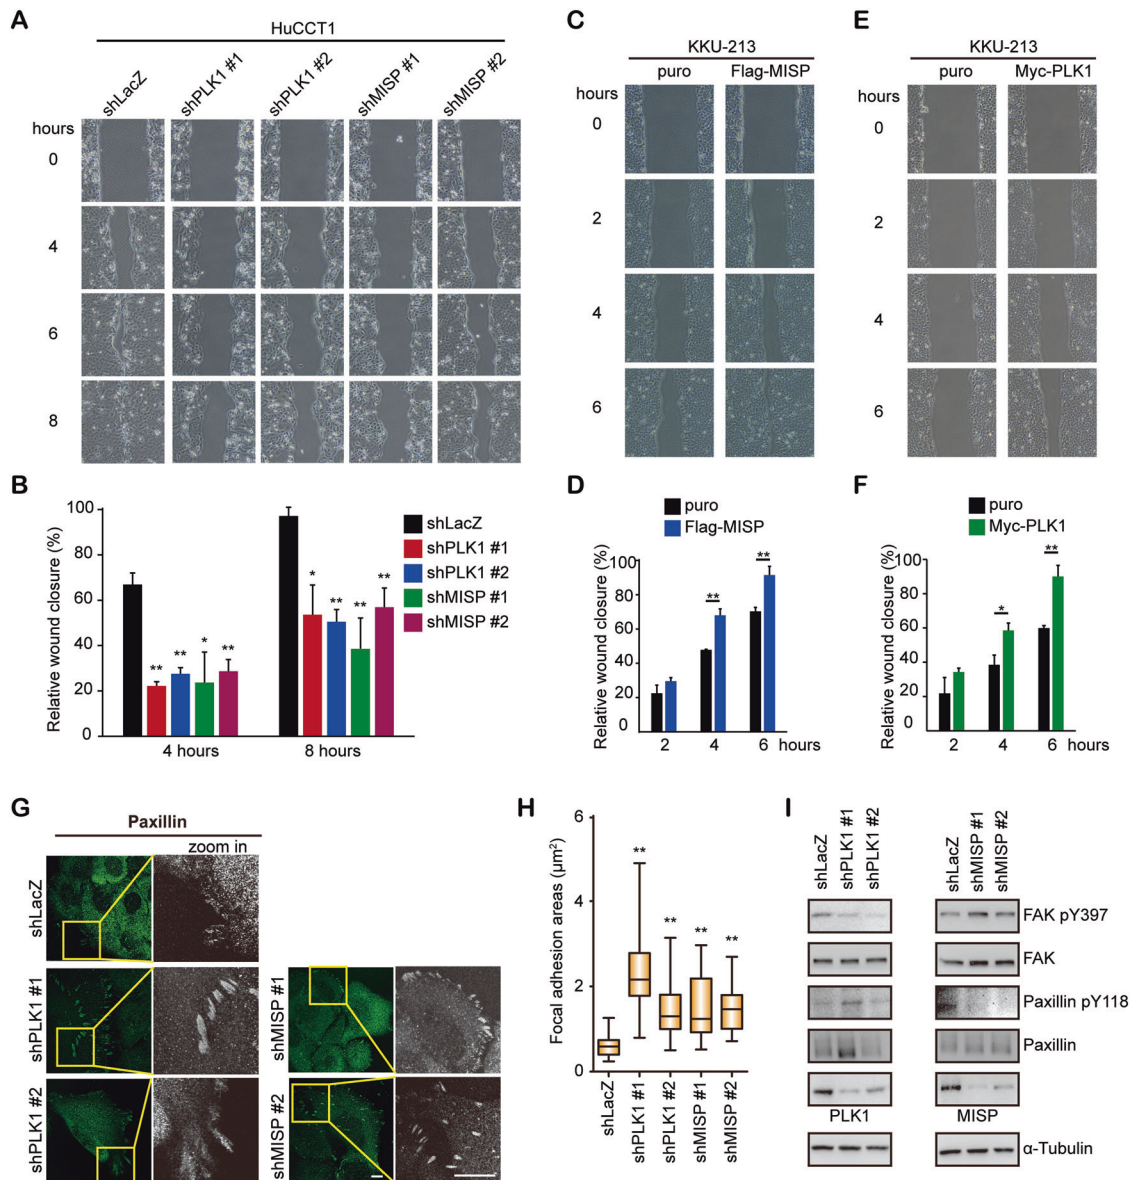 A
HuCCT1
shLacZ
shPLK1 #1
shPLK1 #2
shMISP #1
shMISP #2
hours
0
4
6
8
B
Relative wound closure (%)
100
80
60
40
20
0
4 hours
8 hours
*
**
**
**
**
**
*
**
shLacZ
shPLK1 #1
shPLK1 #2
shMISP #1
shMISP #2
C
KKU-213
puro
Flag-MISP
hours
0
2
4
6
D
puro
Flag-MISP
Relative wound closure (%)
100
80
60
40
20
0
**
**
2
4
6
hours
E
KKU-213
puro
Myc-PLK1
hours
0
2
4
6
F
puro
Myc-PLK1
Relative wound closure (%)
100
80
60
40
20
0
*
**
2
4
6
hours
G
Paxillin
zoom in
shLacZ
shPLK1 #1
shPLK1 #2
shMISP #1
shMISP #2
H
Focal adhesion areas (μm²)
6
4
2
0
**
**
**
**
shLacZ
shPLK1 #1
shPLK1 #2
shMISP #1
shMISP #2
I
shLacZ
shPLK1 #1
shPLK1 #2
shLacZ
shMISP #1
shMISP #2
FAK pY397
FAK
Paxillin pY118
Paxillin
PLK1
MISP
α-Tubulin